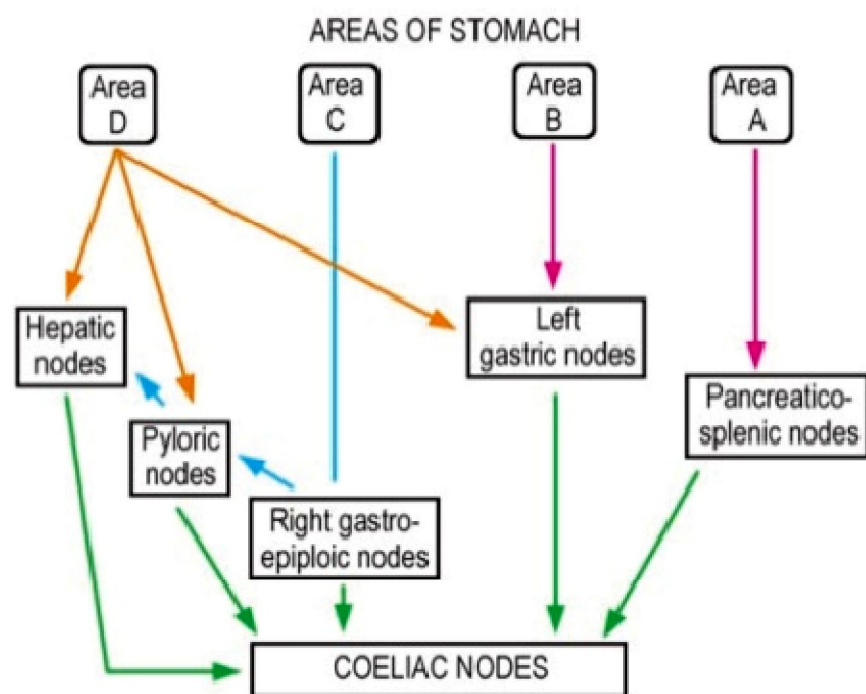 AREAS OF STOMACH
Area
D
Area
C
Area
B
Area
A
Hepatic
nodes
Left
gastric nodes
Pancreatico-
splenic nodes
Pyloric
nodes
Right gastro-
epiploic nodes
COELIAC NODES